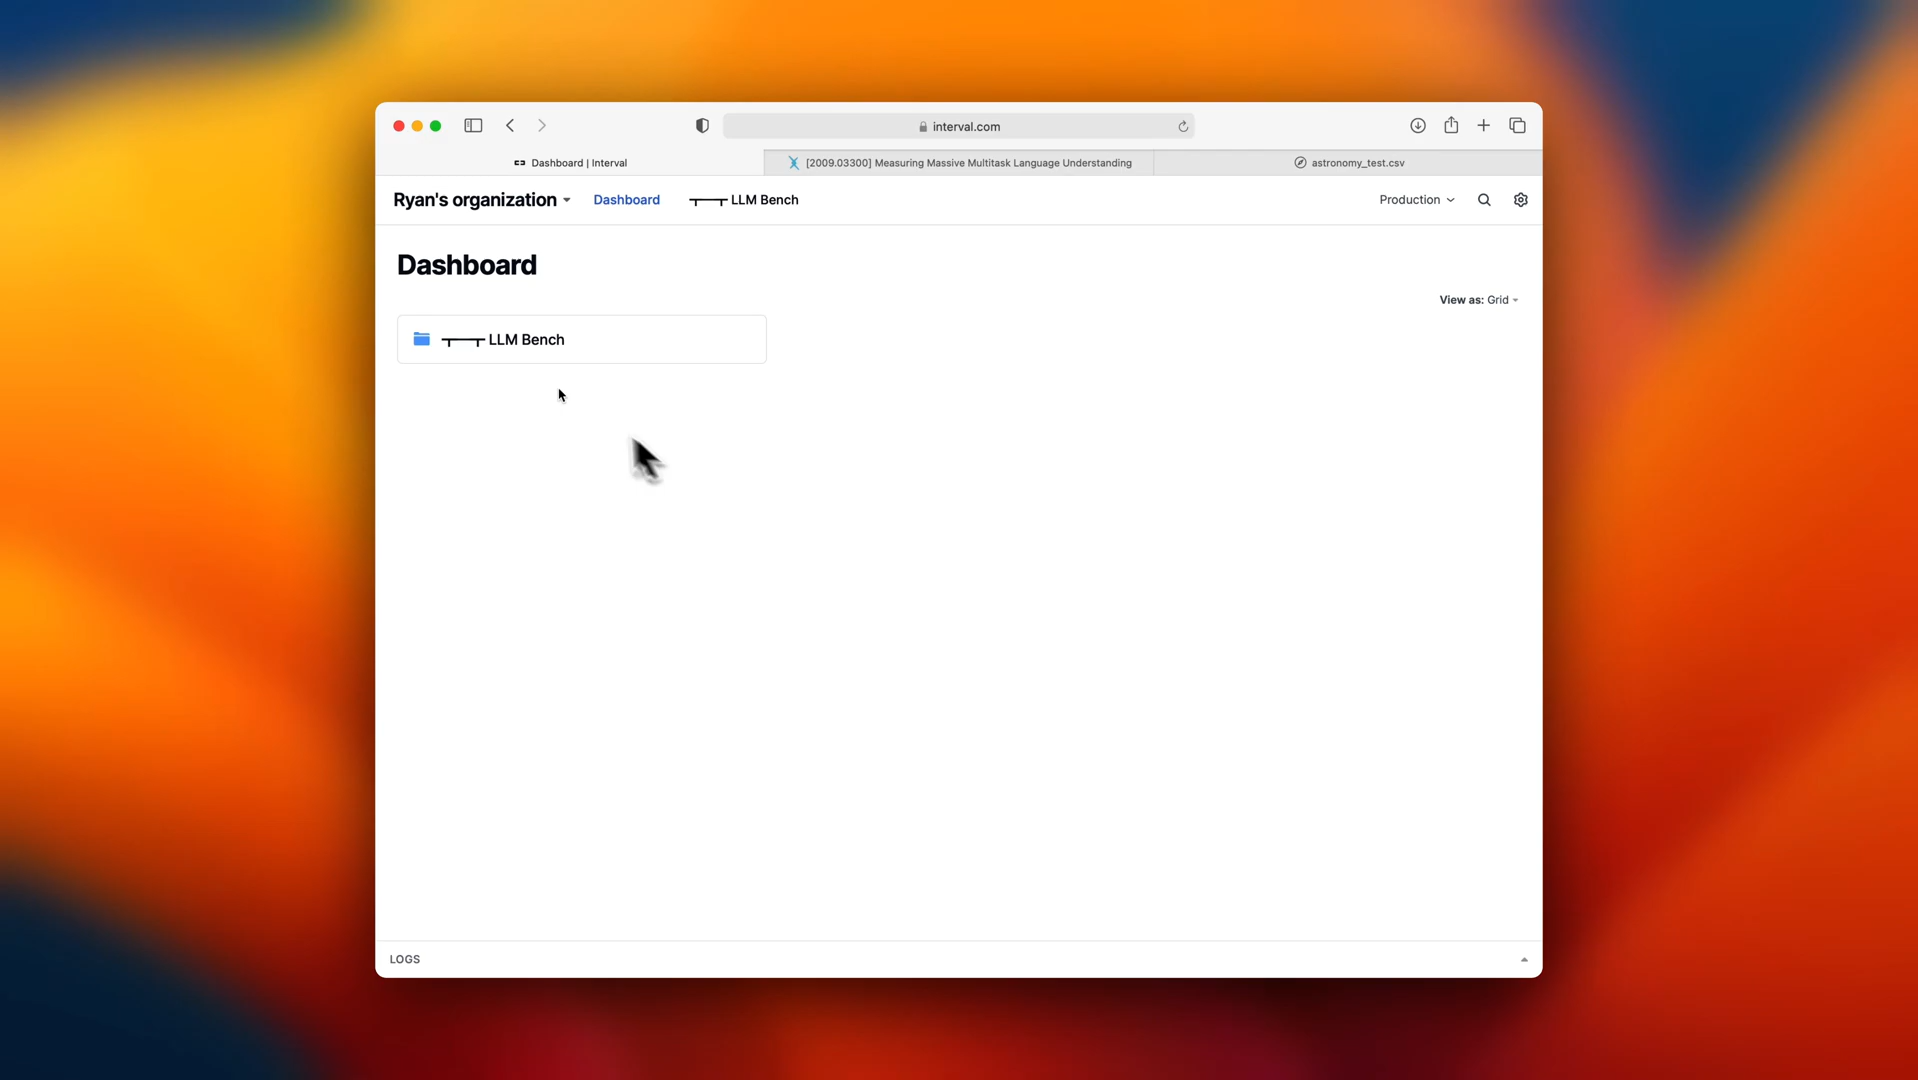 interval.com
Dashboard | Interval
[2009.03300] Measuring Massive Multitask Language Understanding
astronomy_test.csv
Ryan's organization
Dashboard
LLM Bench
Production
Dashboard
View as: Grid
LLM Bench
LOGS